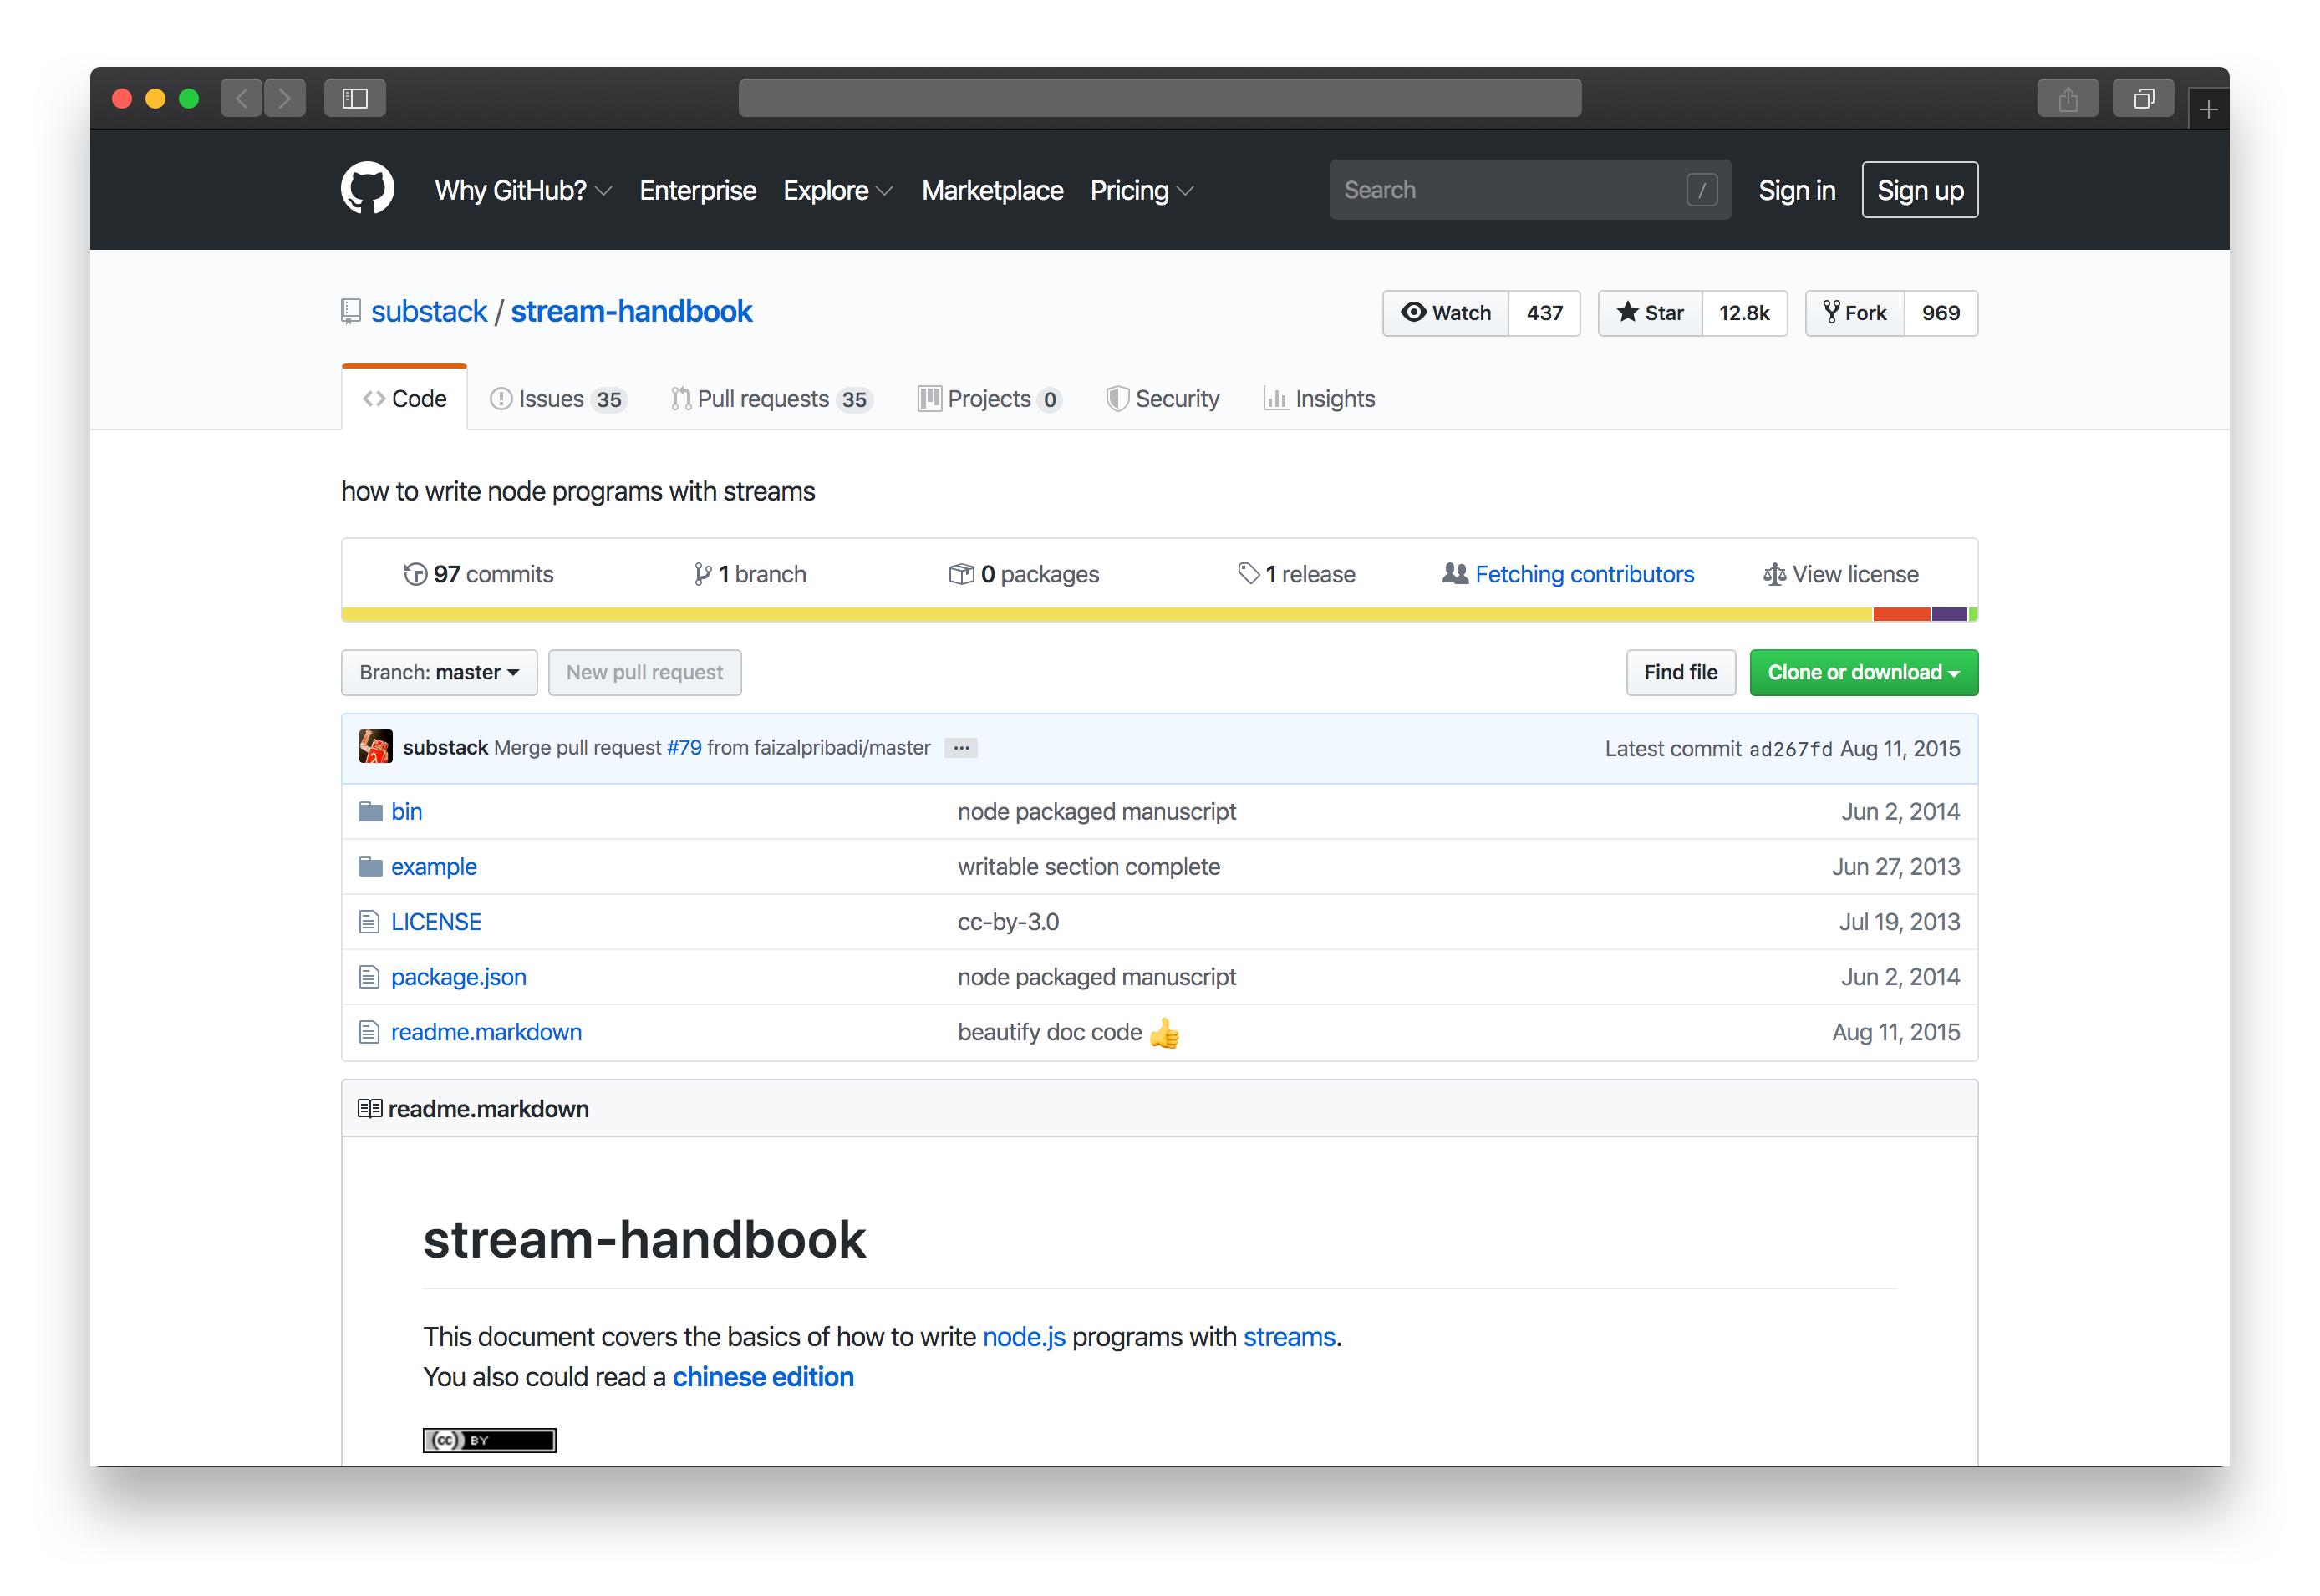 Why GitHub? Enterprise Explore Marketplace Pricing Search / Sign in Sign up
substack / stream-handbook Watch 437 Star 12.8k Fork 969
Code Issues 35 Pull requests 35 Projects 0 Security Insights
how to write node programs with streams
97 commits 1 branch 0 packages 1 release Fetching contributors View license
Branch: master New pull request Find file Clone or download
substack Merge pull request #79 from faizalpribadi/master ... Latest commit ad267fd Aug 11, 2015
bin node packaged manuscript Jun 2, 2014
example writable section complete Jun 27, 2013
LICENSE cc-by-3.0 Jul 19, 2013
package.json node packaged manuscript Jun 2, 2014
readme.markdown beautify doc code 👍 Aug 11, 2015
readme.markdown
stream-handbook
This document covers the basics of how to write node.js programs with streams.
You also could read a chinese edition
(cc) BY